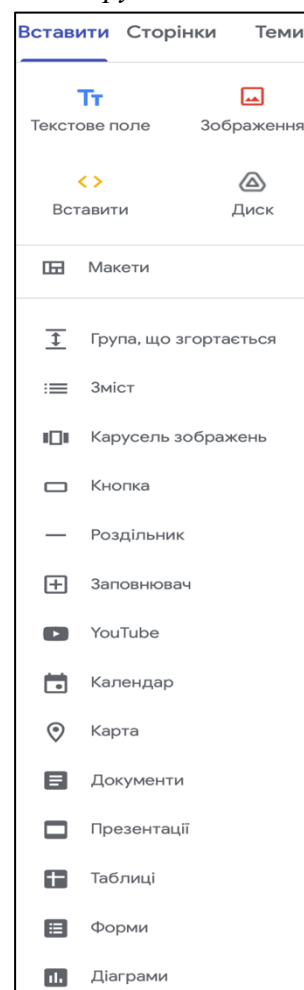 Вставити Сторінки Теми
Tт
Текстове поле Зображення
< >
Вставити Диск
Макети
Група, що згортається
Зміст
Карусель зображень
Кнопка
Роздільник
Заповнювач
YouTube
Календар
Карта
Документи
Презентації
Таблиці
Форми
Діаграми